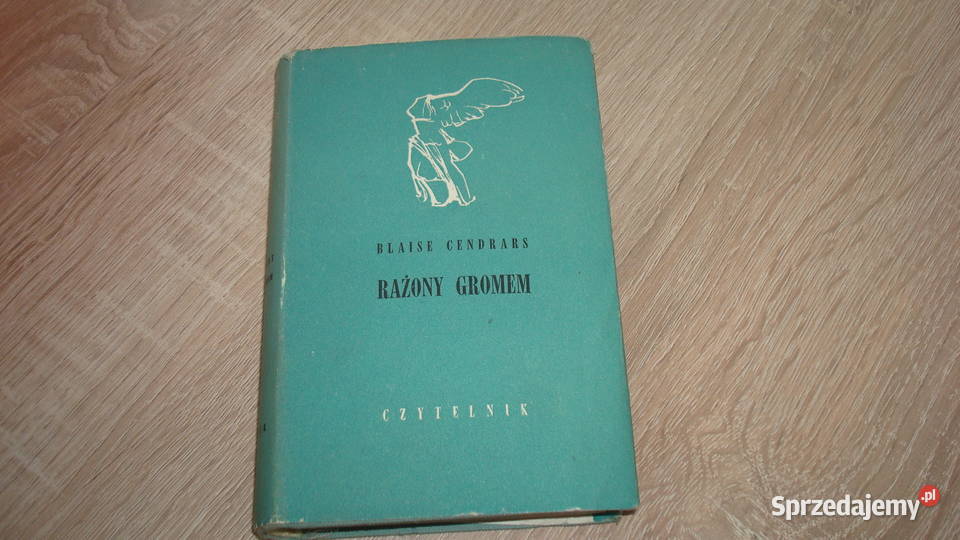 BLAISE CENDRARS
RAŻONY GROMEM
CZYTELNIK
Sprzedajemy.pl